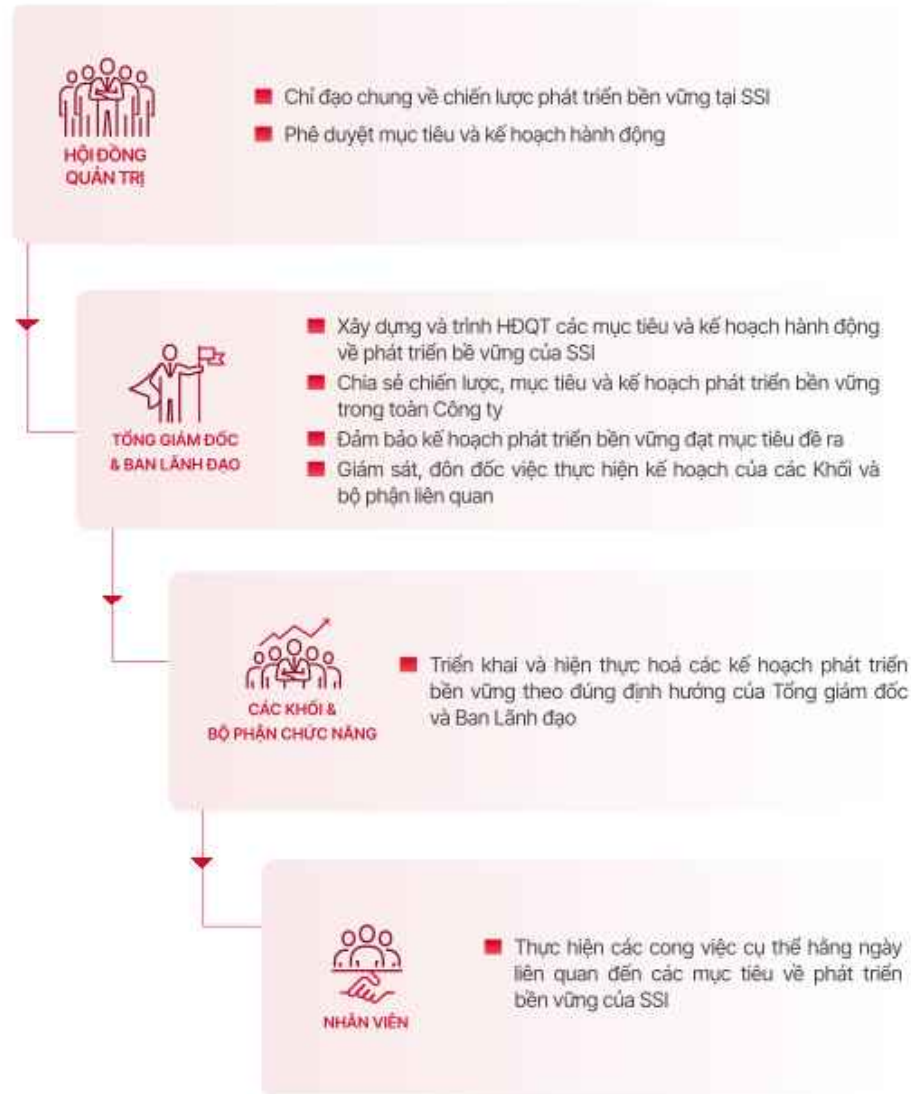 HỘI ĐỒNG
QUẢN TRỊ
Chỉ đạo chung về chiến lược phát triển bền vững tại SSI
Phê duyệt mục tiêu và kế hoạch hành động
TỔNG GIÁM ĐỐC
& BAN LÃNH ĐẠO
Xây dựng và trình HĐQT các mục tiêu và kế hoạch hành động
về phát triển bề vững của SSI
Chia sẻ chiến lược, mục tiêu và kế hoạch phát triển bền vững
trong toàn Công ty
Đảm bảo kế hoạch phát triển bền vững đạt mục tiêu đề ra
Giám sát, đôn đốc việc thực hiện kế hoạch của các Khối và
bộ phận liên quan
CÁC KHỐI &
BỘ PHẬN CHỨC NĂNG
Triển khai và hiện thực hoá các kế hoạch phát triển
bền vững theo đúng định hướng của Tổng giám đốc
và Ban Lãnh đạo
NHÂN VIÊN
Thực hiện các cong việc cụ thể hằng ngày
liên quan đến các mục tiêu về phát triển
bền vững của SSI